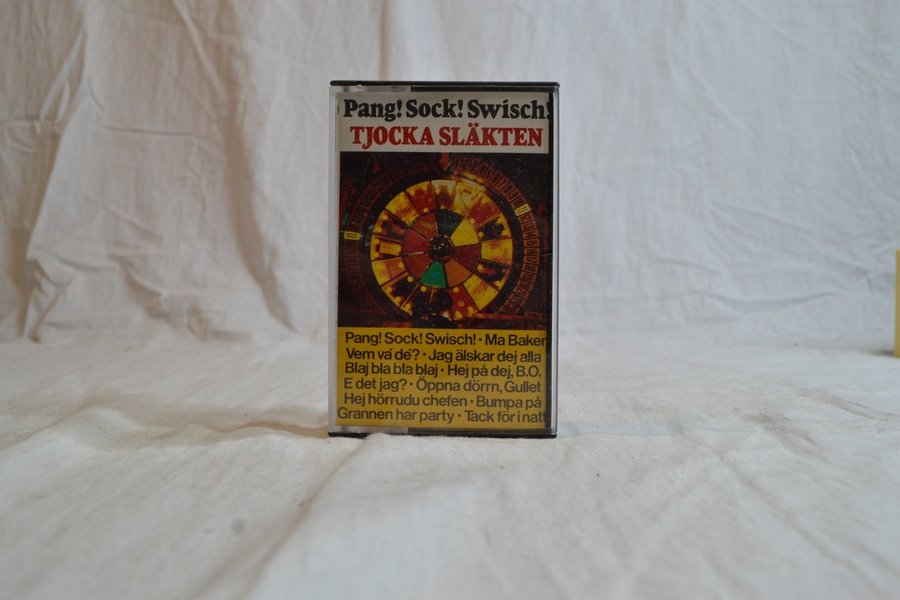 Pang! Sock! Swisch!
TJOCKA SLÄKTEN
Pang! Sock! Swisch! · Ma Baker
Vem va de'? · Jag älskar dej alla
Blaj bla bla blaj · Hej på dej, B.O.
E det jag? · Öppna dörrn, Gullet
Hej hörrudu chefen · Bumpa på
Grannen har party · Tack för i natt